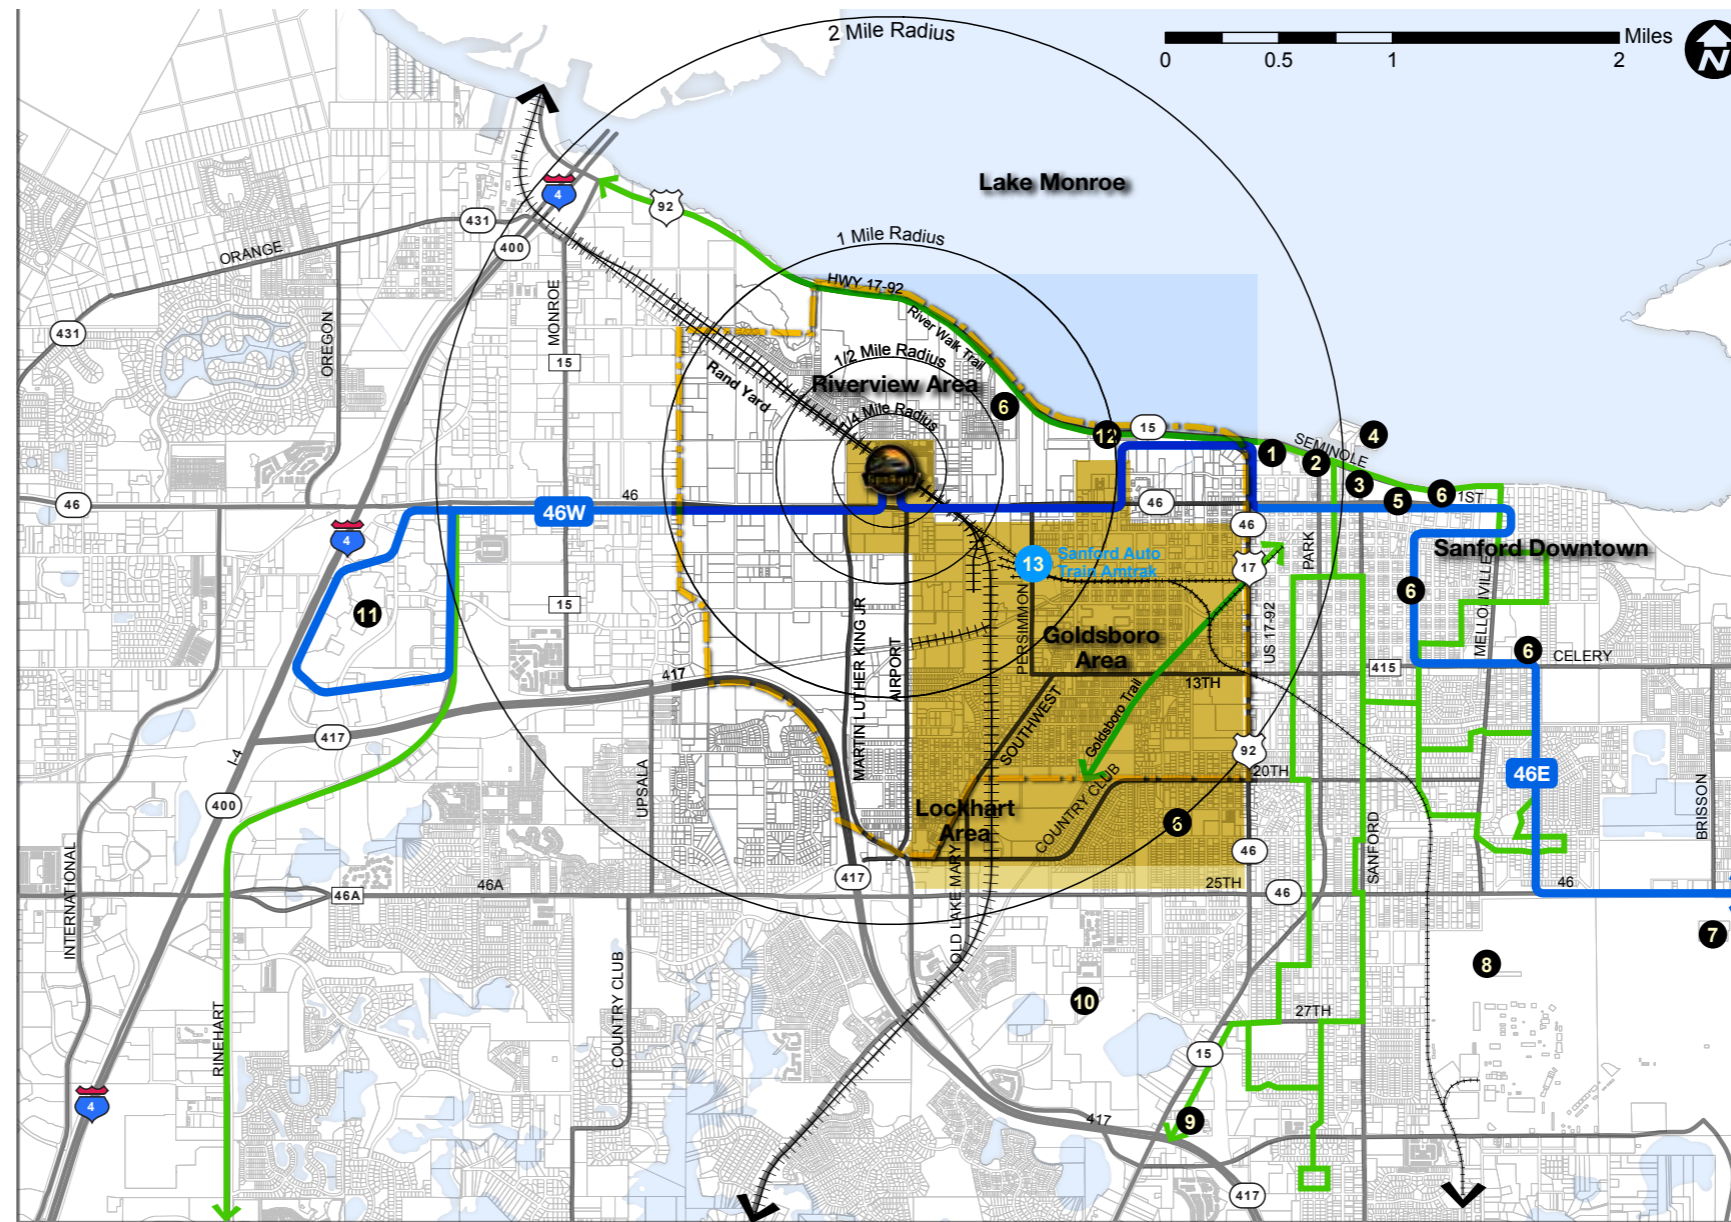 2 Mile Radius
Miles
0
0.5
1
2
N
Lake Monroe
4
92
431
400
ORANGE
1 Mile Radius
HWY 17-92
River Walk Trail
MONROE
OREGON
431
15
1/2 Mile Radius
Rand Yard
Riverview Area
1/4 Mile Radius
6
12
15
1
SEMINOLE
2
4
3
5
6
1ST
46
46
46W
46
46
4
13
Sanford Auto
Train Amtrak
17
PARK
Sanford Downtown
6
MELLONVILLE
11
15
MARTIN LUTHER KING JR
AIRPORT
PERSIMMON
Goldsboro
Area
US 17-92
6
CELERY
415
13TH
417
417
Goldsboro Trail
SOUTHWEST
I-4
400
UPSALA
92
20TH
46E
Lockhart
Area
COUNTRY CLUB
6
SANFORD
BRISSON
INTERNATIONAL
46
417
46A
46A
OLD LAKE MARY
25TH
46
46
7
8
10
COUNTRY CLUB
RINEHART
27TH
15
4
417
9
417